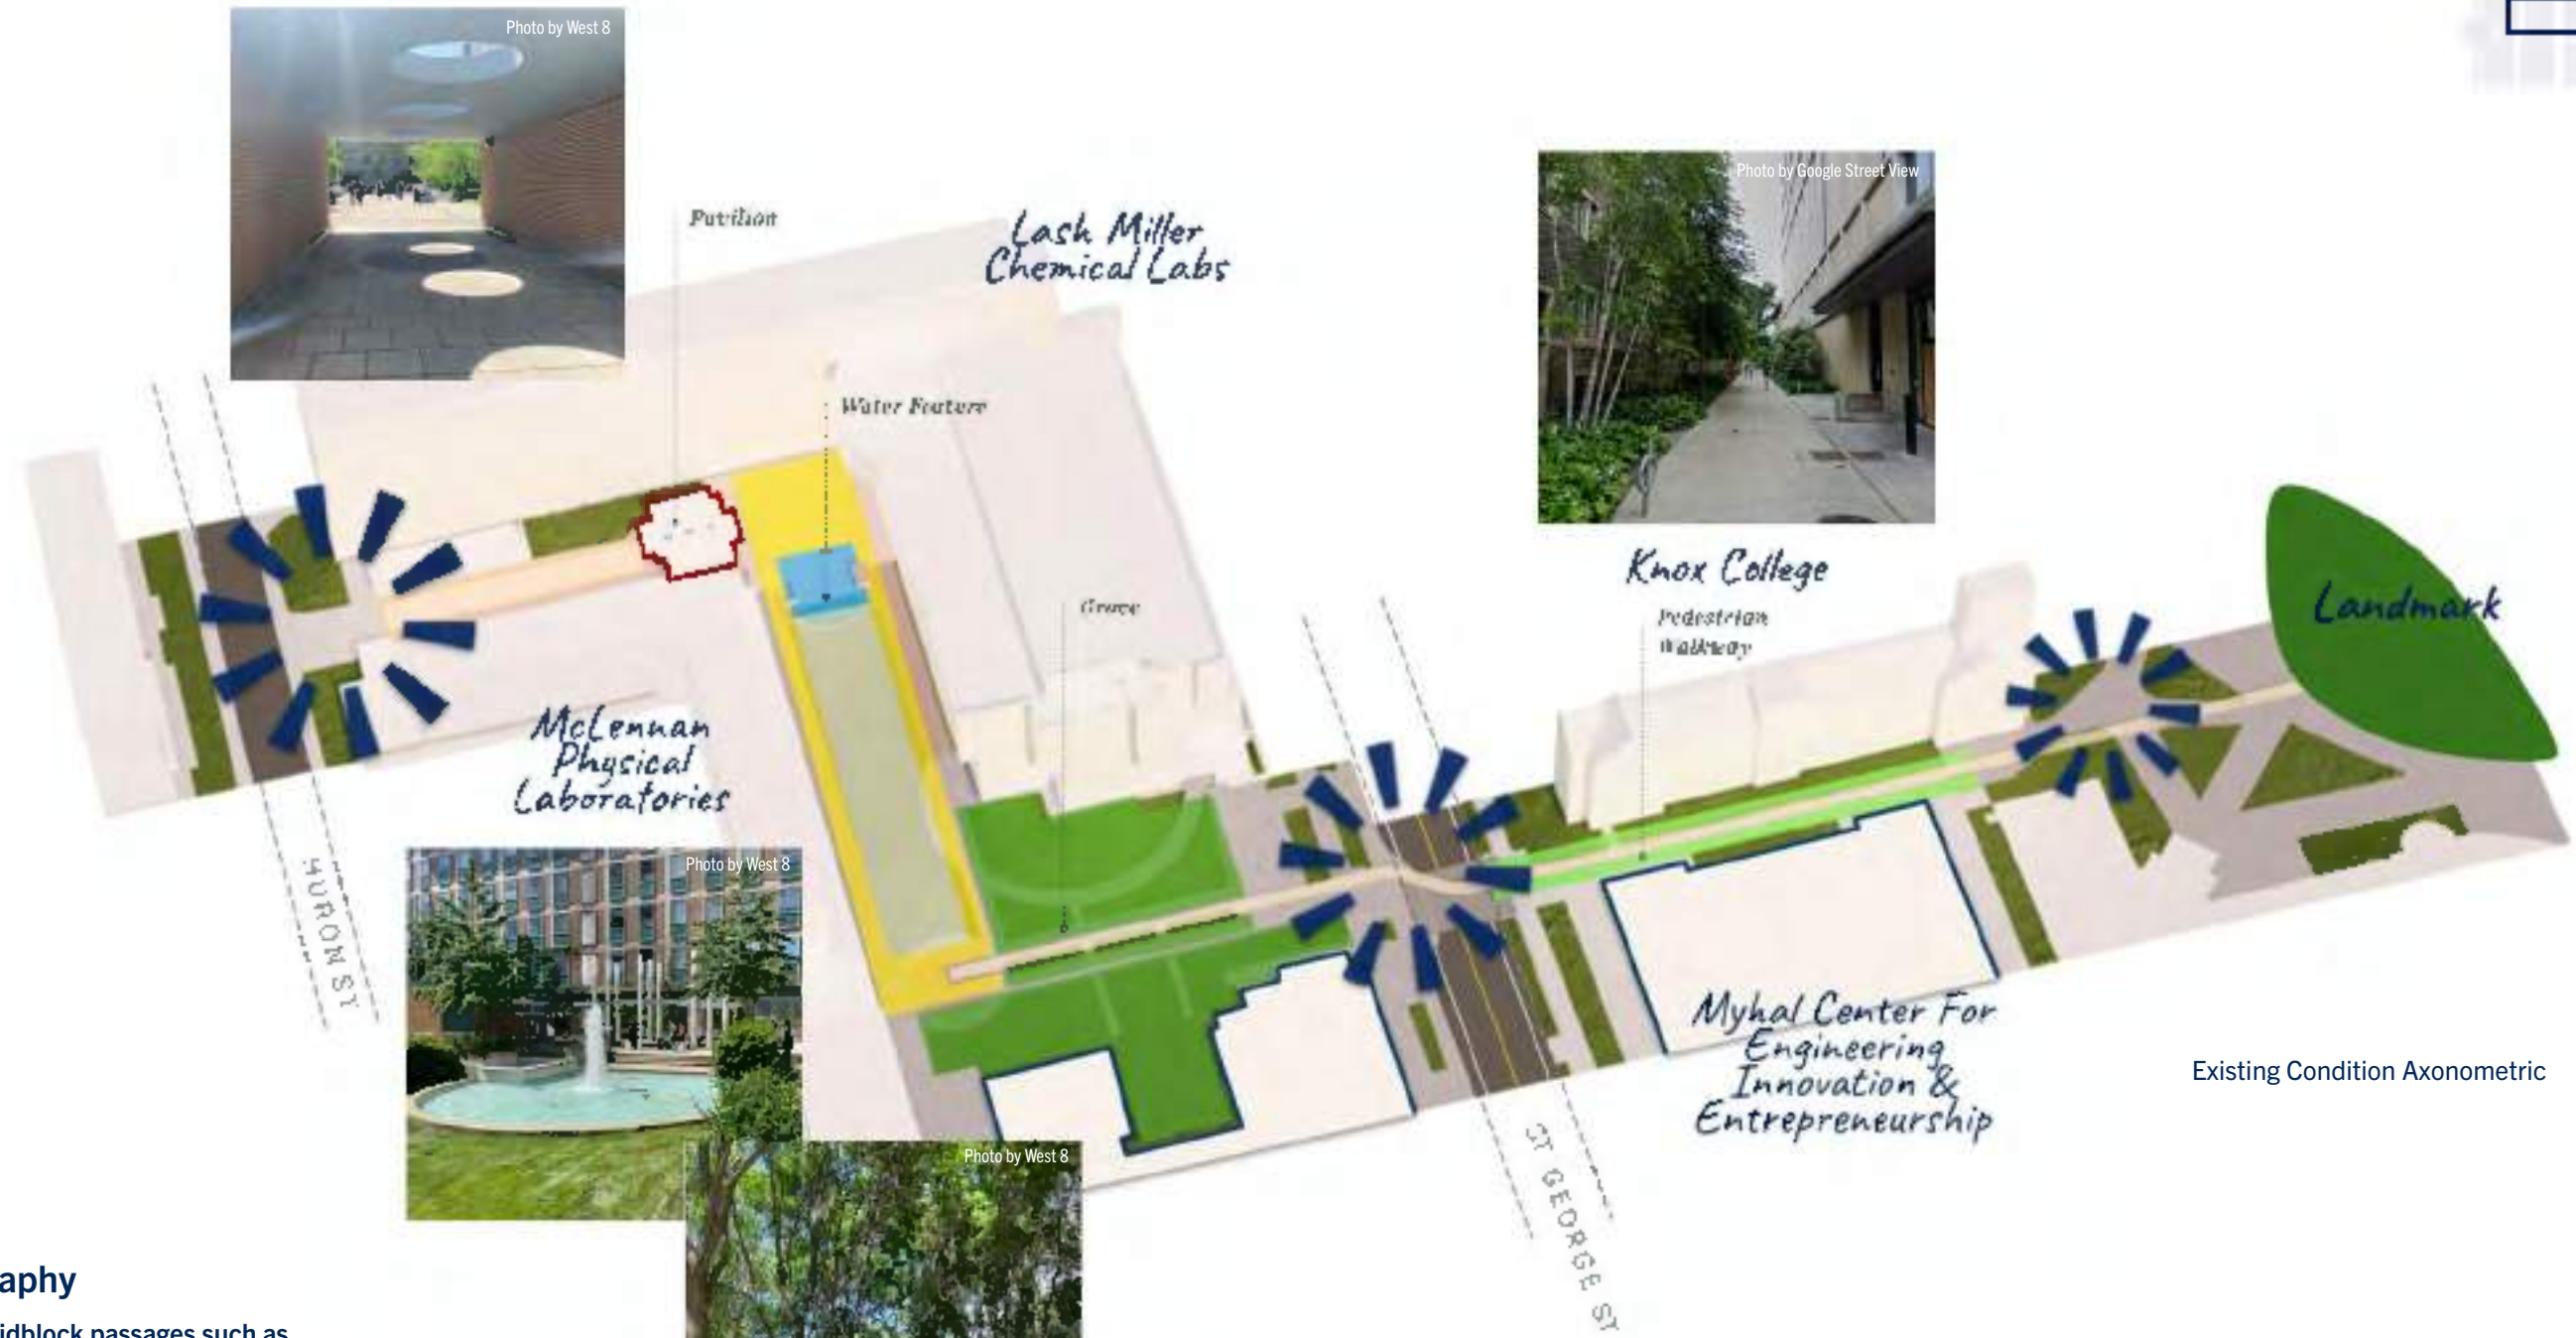 Photo by West 8
Photo by Google Street View
Pavilion
Lash Miller
Chemical Labs
Water Feature
Knox College
Pedestrian
Walkway
Grove
Landmark
McLennan
Physical
Laboratories
Photo by West 8
HURON ST
Myhal Center For
Engineering
Innovation &
Entrepreneurship
Existing Condition Axonometric
Photo by West 8
ST GEORGE ST
aphy
idblock passages such as